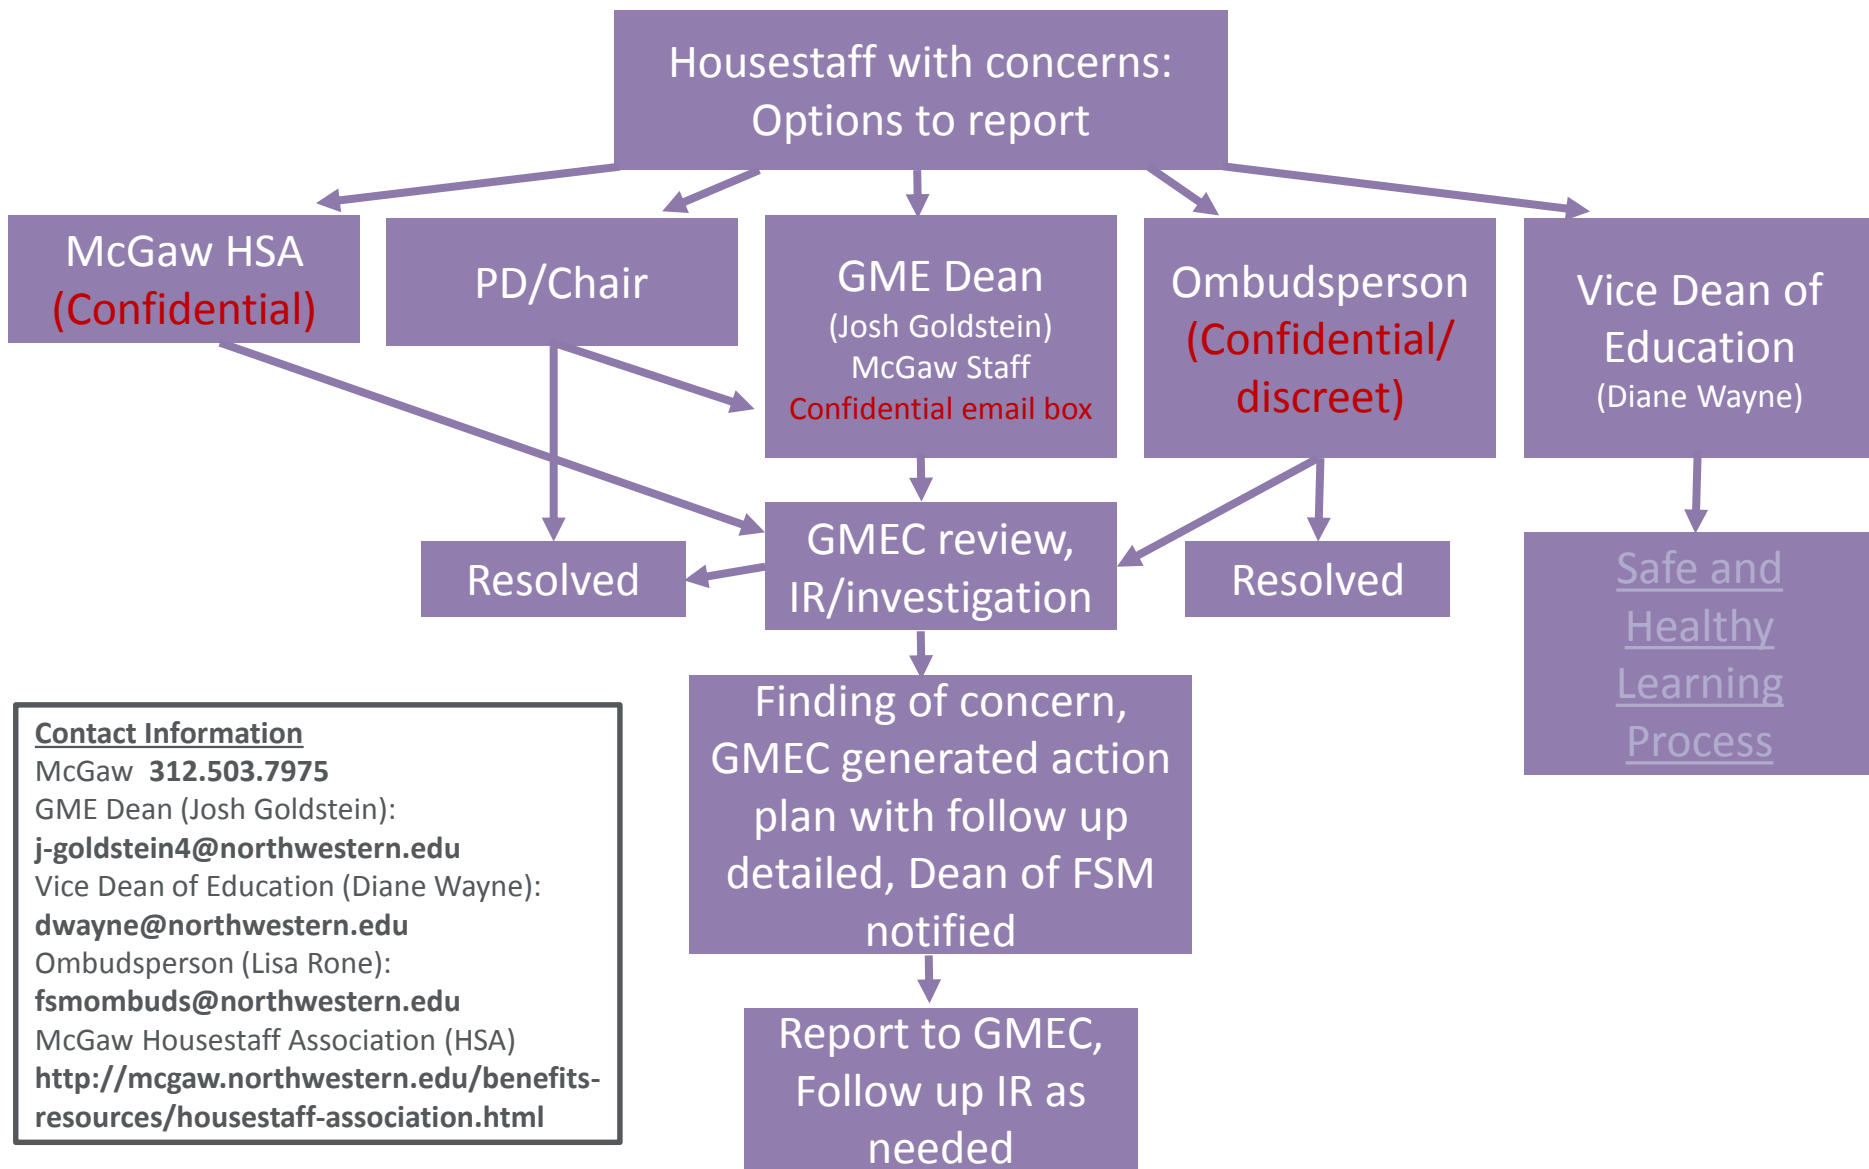 Housestaff with concerns:
Options to report
McGaw HSA
(Confidential)
PD/Chair
GME Dean
(Josh Goldstein)
McGaw Staff
Confidential email box
Ombudsperson
(Confidential/
discreet)
Vice Dean of
Education
(Diane Wayne)
Resolved
GMEC review,
IR/investigation
Resolved
Safe and
Healthy
Learning
Process
Finding of concern,
GMEC generated action
plan with follow up
detailed, Dean of FSM
notified
Report to GMEC,
Follow up IR as
needed
Contact Information
McGaw 312.503.7975
GME Dean (Josh Goldstein):
j-goldstein4@northwestern.edu
Vice Dean of Education (Diane Wayne):
dwayne@northwestern.edu
Ombudsperson (Lisa Rone):
fsmombuds@northwestern.edu
McGaw Housestaff Association (HSA)
http://mcgaw.northwestern.edu/benefits-
resources/housestaff-association.html